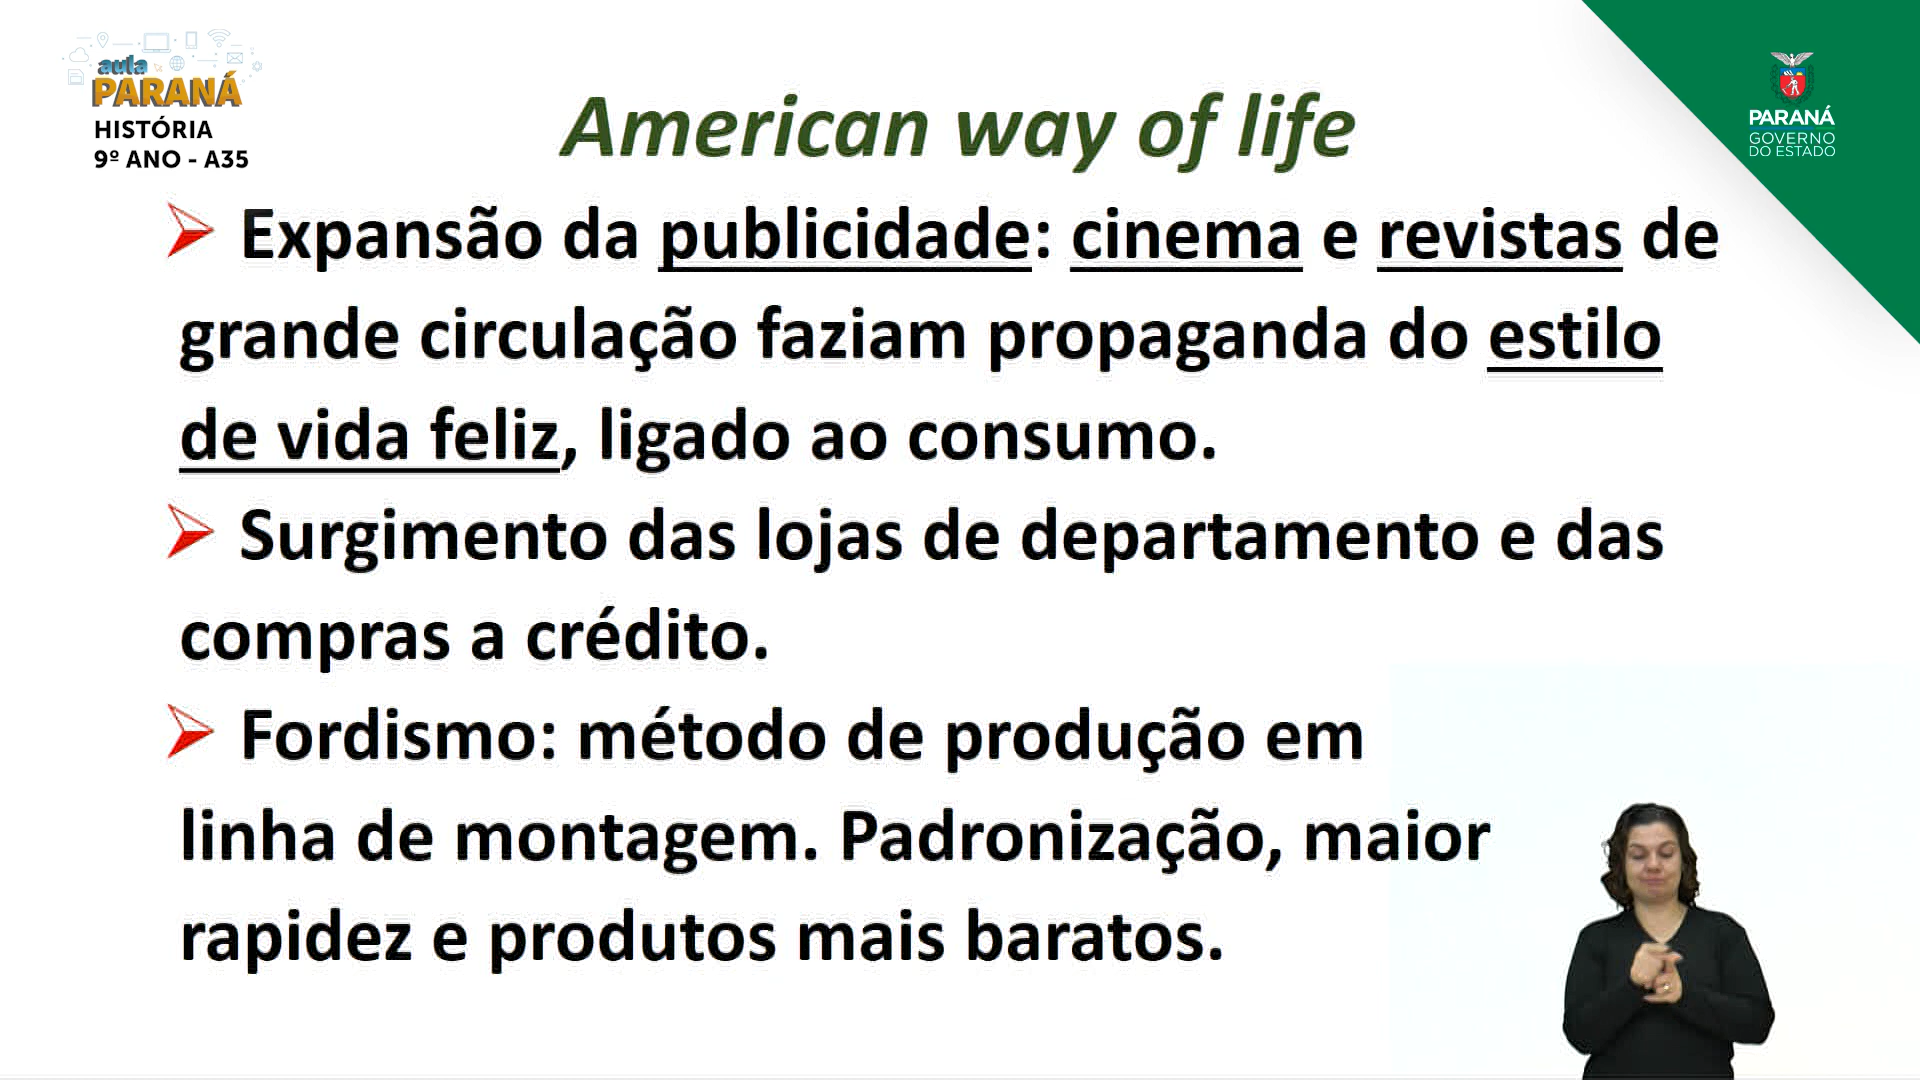 aula
PARANÁ
HISTÓRIA
9º ANO - A35
PARANÁ
GOVERNO
DO ESTADO
American way of life
Expansão da publicidade: cinema e revistas de
grande circulação faziam propaganda do estilo
de vida feliz, ligado ao consumo.
Surgimento das lojas de departamento e das
compras a crédito.
Fordismo: método de produção em
linha de montagem. Padronização, maior
rapidez e produtos mais baratos.